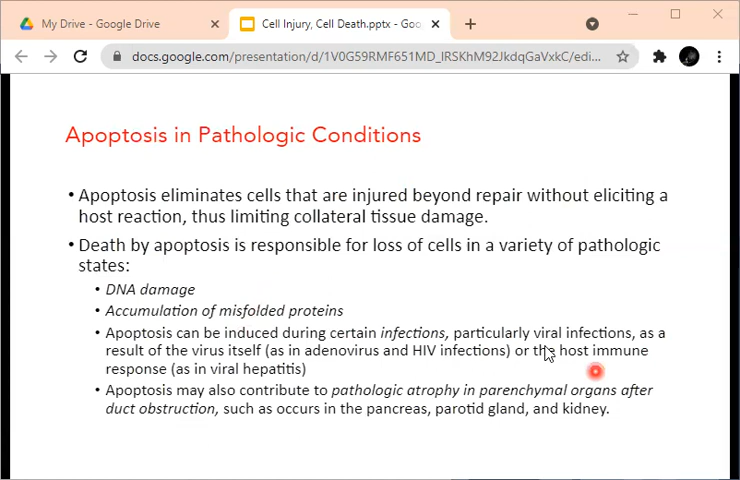 My Drive - Google Drive
Cell Injury, Cell Death.pptx - Goo
docs.google.com/presentation/d/1V0G59RMF651MD_lRSKhM92JkdqGaVxkC/edi...
Apoptosis in Pathologic Conditions
• Apoptosis eliminates cells that are injured beyond repair without eliciting a
host reaction, thus limiting collateral tissue damage.
• Death by apoptosis is responsible for loss of cells in a variety of pathologic
states:
• DNA damage
• Accumulation of misfolded proteins
• Apoptosis can be induced during certain infections, particularly viral infections, as a
result of the virus itself (as in adenovirus and HIV infections) or the host immune
response (as in viral hepatitis)
• Apoptosis may also contribute to pathologic atrophy in parenchymal organs after
duct obstruction, such as occurs in the pancreas, parotid gland, and kidney.